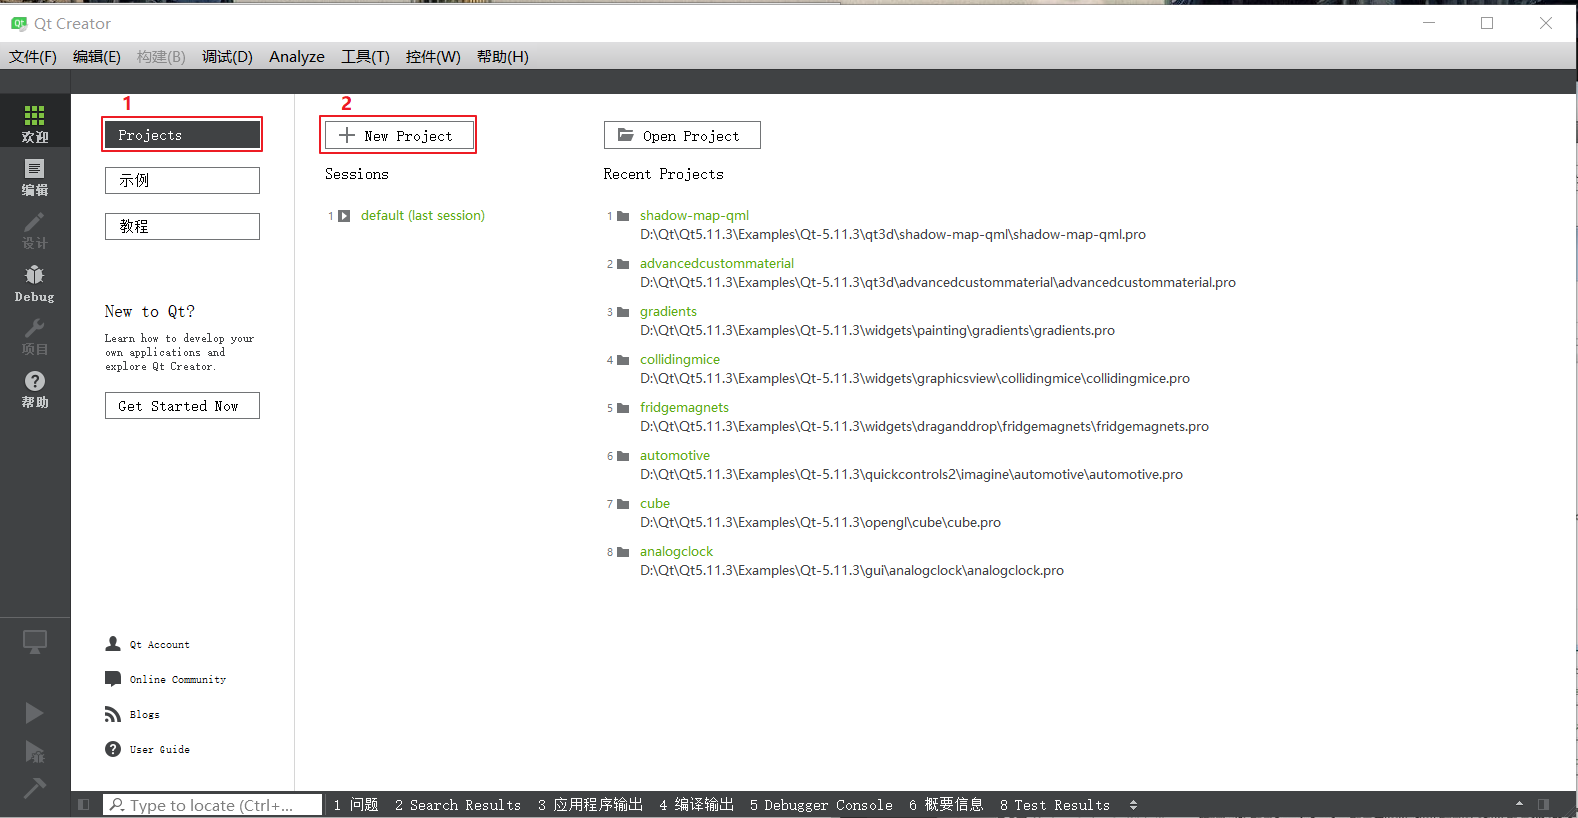 Qt Creator
文件(F) 编辑(E) 构建(B) 调试(D) Analyze 工具(T) 控件(W) 帮助(H)
欢迎
编辑
设计
Debug
项目
帮助
1
Projects
示例
教程
New to Qt?
Learn how to develop your
own applications and
explore Qt Creator.
Get Started Now
Qt Account
Online Community
Blogs
User Guide
2
New Project
Sessions
1 default (last session)
Open Project
Recent Projects
1 shadow-map-qml
D:\Qt\Qt5.11.3\Examples\Qt-5.11.3\qt3d\shadow-map-qml\shadow-map-qml.pro
2 advancedcustommaterial
D:\Qt\Qt5.11.3\Examples\Qt-5.11.3\qt3d\advancedcustommaterial\advancedcustommaterial.pro
3 gradients
D:\Qt\Qt5.11.3\Examples\Qt-5.11.3\widgets\painting\gradients\gradients.pro
4 collidingmice
D:\Qt\Qt5.11.3\Examples\Qt-5.11.3\widgets\graphicsview\collidingmice\collidingmice.pro
5 fridgemagnets
D:\Qt\Qt5.11.3\Examples\Qt-5.11.3\widgets\draganddrop\fridgemagnets\fridgemagnets.pro
6 automotive
D:\Qt\Qt5.11.3\Examples\Qt-5.11.3\quickcontrols2\imagine\automotive\automotive.pro
7 cube
D:\Qt\Qt5.11.3\Examples\Qt-5.11.3\opengl\cube\cube.pro
8 analogclock
D:\Qt\Qt5.11.3\Examples\Qt-5.11.3\gui\analogclock\analogclock.pro
Type to locate (Ctrl+... 1 问题 2 Search Results 3 应用程序输出 4 编译输出 5 Debugger Console 6 概要信息 8 Test Results